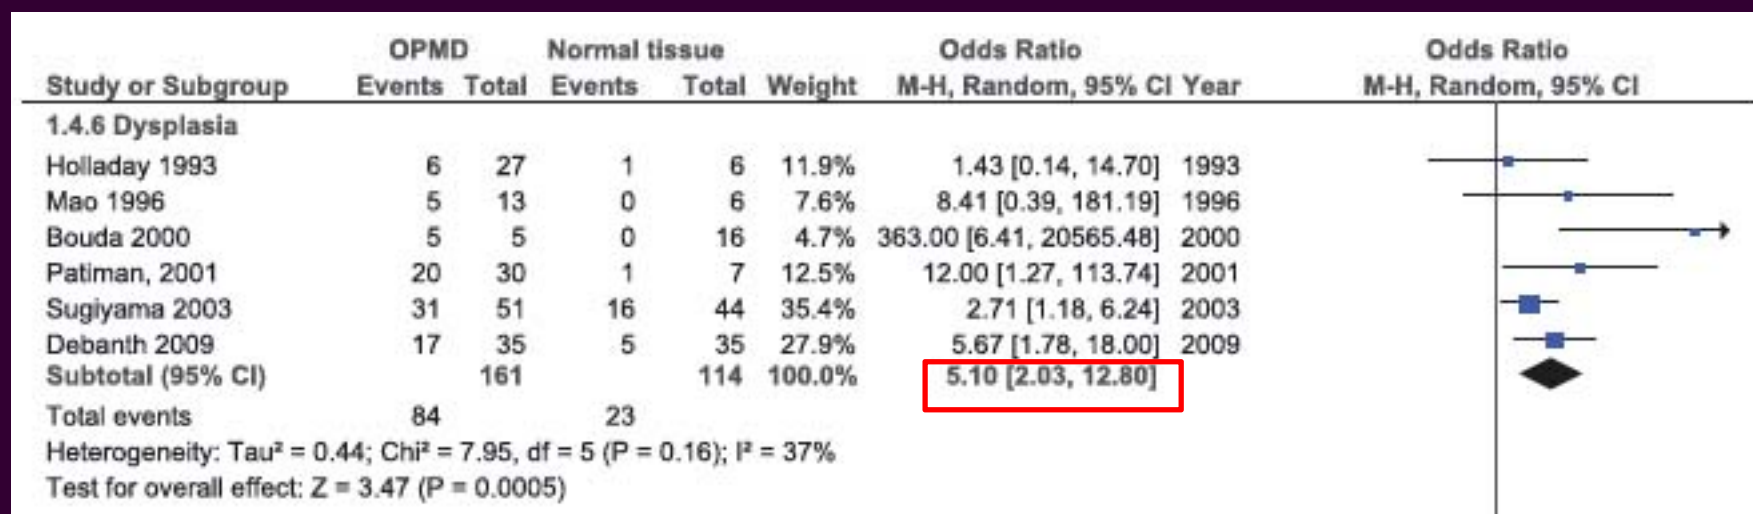 OPMD Normal tissue Odds Ratio Odds Ratio
Study or Subgroup Events Total Events Total Weight M-H, Random, 95% CI Year M-H, Random, 95% CI
1.4.6 Dysplasia
Holladay 1993 6 27 1 6 11.9% 1.43 [0.14, 14.70] 1993
Mao 1996 5 13 0 6 7.6% 8.41 [0.39, 181.19] 1996
Bouda 2000 5 5 0 16 4.7% 363.00 [6.41, 20565.48] 2000
Patiman, 2001 20 30 1 7 12.5% 12.00 [1.27, 113.74] 2001
Sugiyama 2003 31 51 16 44 35.4% 2.71 [1.18, 6.24] 2003
Debanth 2009 17 35 5 35 27.9% 5.67 [1.78, 18.00] 2009
Subtotal (95% CI) 161 114 100.0% 5.10 [2.03, 12.80]
Total events 84 23
Heterogeneity: Tau² = 0.44; Chi² = 7.95, df = 5 (P = 0.16); I² = 37%
Test for overall effect: Z = 3.47 (P = 0.0005)